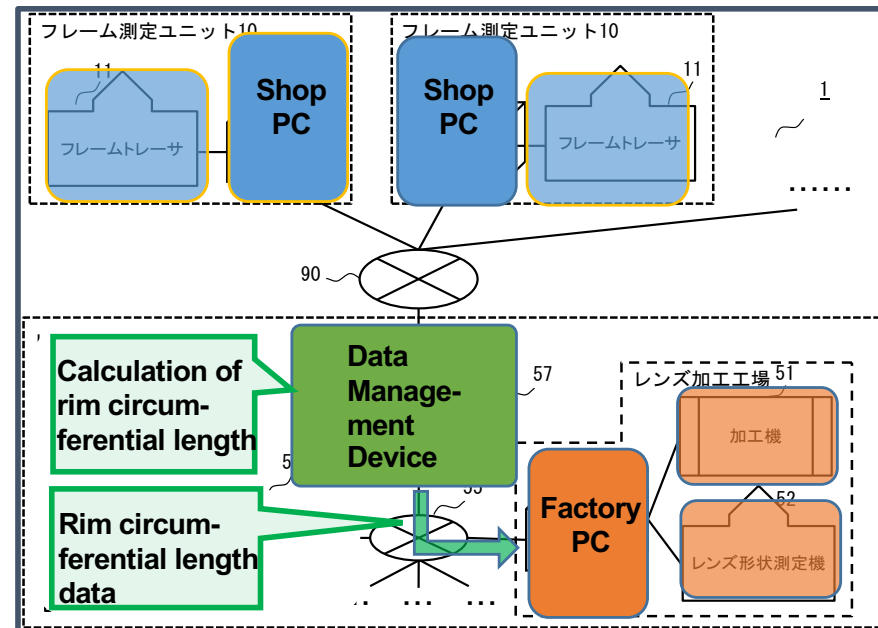 フレーム測定ユニット10
フレーム測定ユニット10
11
フレームトレーサ
Shop
PC
Shop
PC
11
フレームトレーサ
1
......
90
Calculation of
rim circum-
ferential length
Data
Manage-
ment
Device
57
レンズ加工工場
51
加工機
Rim circum-
ferential length
data
Factory
PC
52
レンズ形状測定機
... ... ...